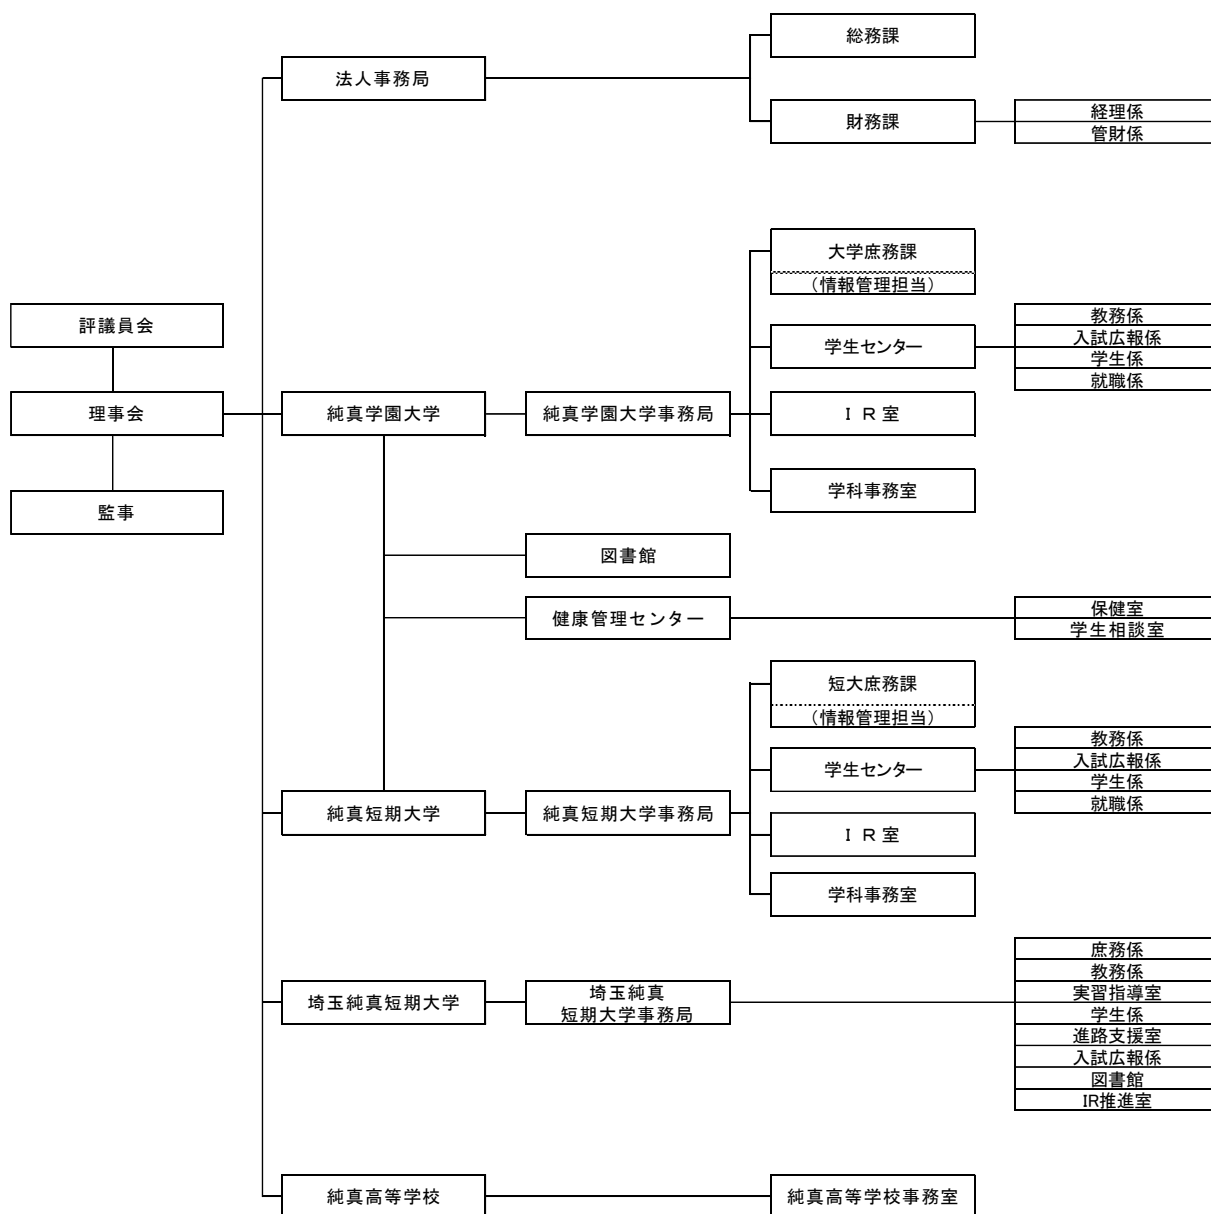 総務課
法人事務局
財務課
経理係
管財係
大学庶務課
（情報管理担当）
評議員会
学生センター
教務係
入試広報係
学生係
就職係
理事会
純真学園大学
純真学園大学事務局
ＩＲ室
学科事務室
監事
図書館
健康管理センター
保健室
学生相談室
短大庶務課
（情報管理担当）
学生センター
教務係
入試広報係
学生係
就職係
純真短期大学
純真短期大学事務局
ＩＲ室
学科事務室
埼玉純真短期大学
埼玉純真
短期大学事務局
庶務係
教務係
実習指導室
学生係
進路支援室
入試広報係
図書館
IR推進室
純真高等学校
純真高等学校事務室